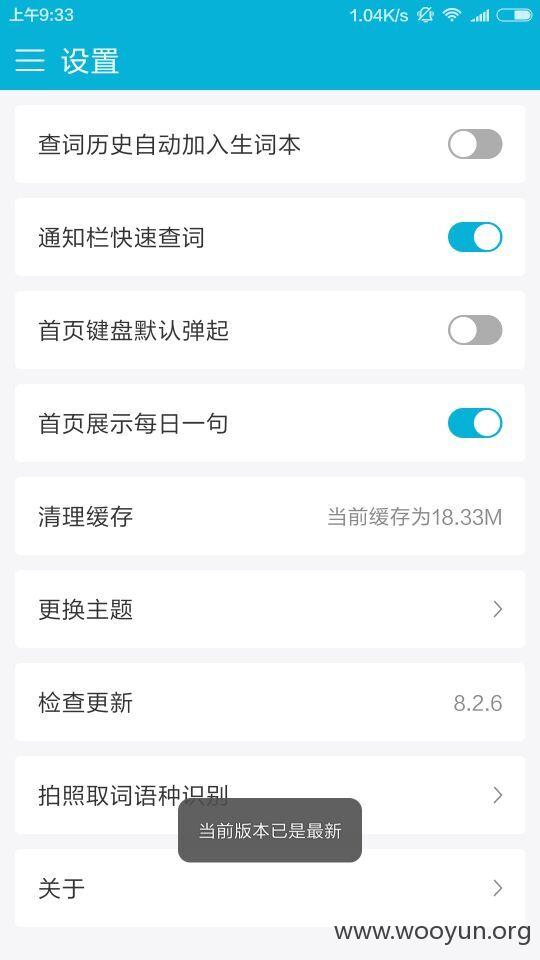 上午9:33
1.04K/s
设置
查词历史自动加入生词本
通知栏快速查词
首页键盘默认弹起
首页展示每日一句
清理缓存 当前缓存为18.33M
更换主题
检查更新 8.2.6
拍照取词语种识别
当前版本已是最新
关于
www.wooyun.org